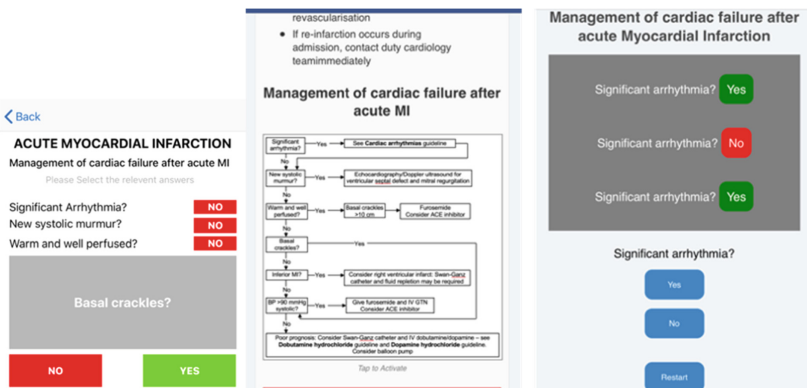 Back
ACUTE MYOCARDIAL INFARCTION
Management of cardiac failure after acute MI
Please Select the relevent answers
Significant Arrhythmia? NO
New systolic murmur? NO
Warm and well perfused? NO
Basal crackles?
NO YES
revascularisation
• If re-infarction occurs during
admission, contact duty cardiology
teamimmediately
Management of cardiac failure after
acute MI
Significant
arrhythmia?
Yes
See Cardiac arrhythmias guideline
No
New systolic
murmur?
Yes
Echocardiography/Doppler ultrasound for
ventricular septal defect and mitral regurgitation
No
Warm and well
perfused?
Yes
Basal crackles
>10 cm
Furosemide
Consider ACE inhibitor
No
Basal
crackles?
Yes
No
Inferior MI?
Yes
Consider right ventricular infarct: Swan-Ganz
catheter and fluid repletion may be required
No
BP >90 mmHg
systolic?
Yes
Give furosemide and IV GTN
Consider ACE inhibitor
No
Poor prognosis: Consider Swan-Ganz catheter and IV dobutamine/dopamine – see
Dobutamine hydrochloride guideline and Dopamine hydrochloride guideline.
Consider balloon pump
Tap to Activate
Management of cardiac failure after
acute Myocardial Infarction
Significant arrhythmia? Yes
Significant arrhythmia? No
Significant arrhythmia? Yes
Significant arrhythmia?
Yes
No
Restart